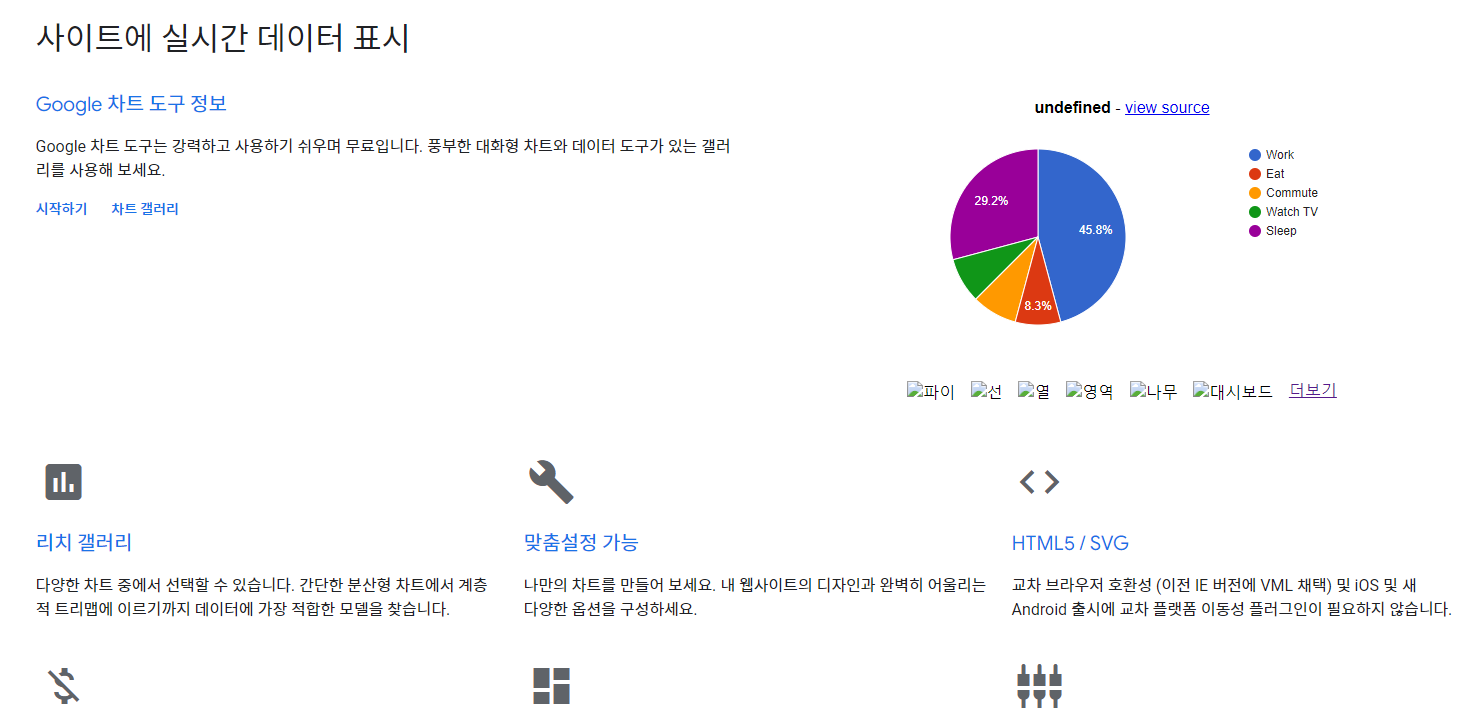 사이트에 실시간 데이터 표시
Google 차트 도구 정보
Google 차트 도구는 강력하고 사용하기 쉬우며 무료입니다. 풍부한 대화형 차트와 데이터 도구가 있는 갤러
리를 사용해 보세요.
시작하기 차트 갤러리
undefined - view source
Work
Eat
Commute
Watch TV
Sleep
29.2%
45.8%
8.3%
파이 선 열 영역 나무 대시보드 더보기
리치 갤러리
다양한 차트 중에서 선택할 수 있습니다. 간단한 분산형 차트에서 계층
적 트리맵에 이르기까지 데이터에 가장 적합한 모델을 찾습니다.
맞춤설정 가능
나만의 차트를 만들어 보세요. 내 웹사이트의 디자인과 완벽히 어울리는
다양한 옵션을 구성하세요.
HTML5 / SVG
교차 브라우저 호환성 (이전 IE 버전에 VML 채택) 및 iOS 및 새
Android 출시에 교차 플랫폼 이동성 플러그인이 필요하지 않습니다.